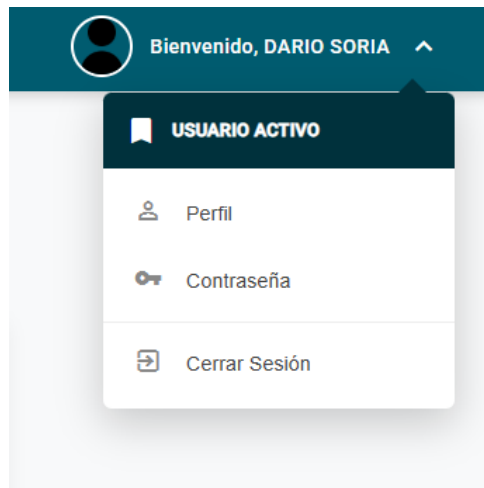 Bienvenido, DARIO SORIA
USUARIO ACTIVO
Perfil
Contraseña
Cerrar Sesión